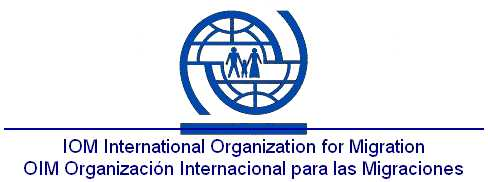 IOM International Organization for Migration
OIM Organización Internacional para las Migraciones